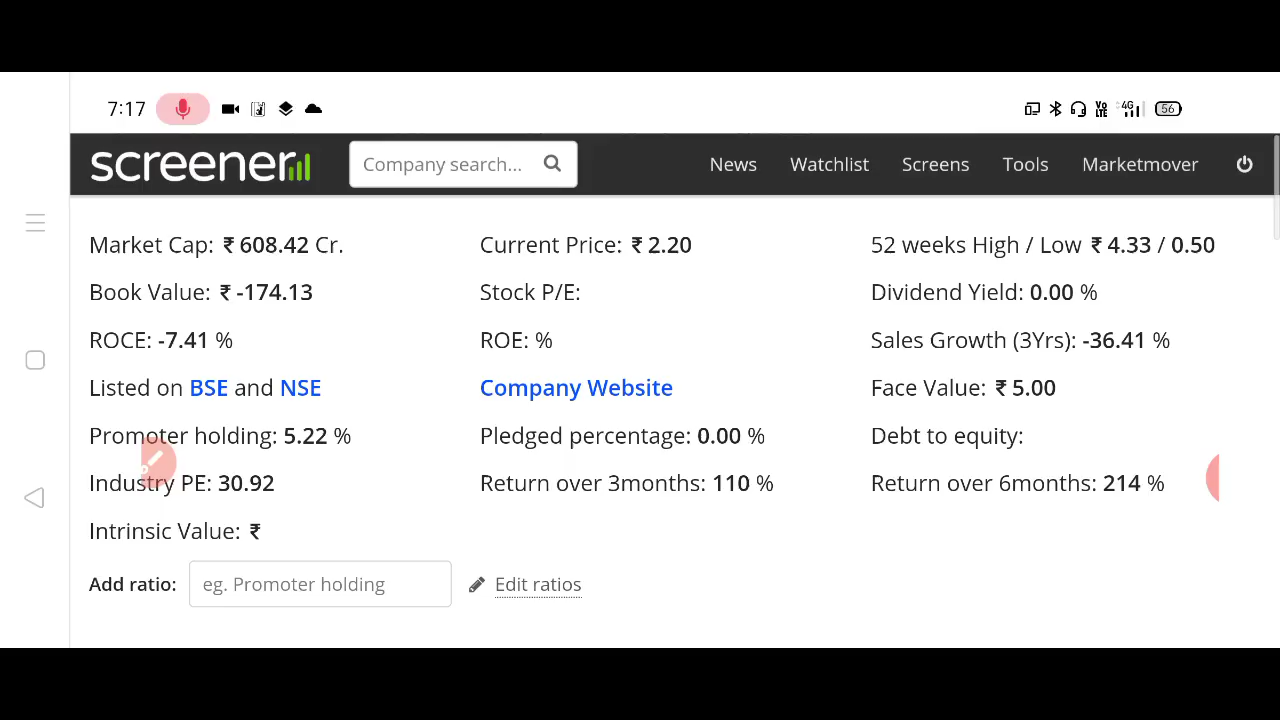 7:17 4G 56
screener Company search... News Watchlist Screens Tools Marketmover
Market Cap: ₹ 608.42 Cr. Current Price: ₹ 2.20 52 weeks High / Low ₹ 4.33 / 0.50
Book Value: ₹ -174.13 Stock P/E: Dividend Yield: 0.00 %
ROCE: -7.41 % ROE: % Sales Growth (3Yrs): -36.41 %
Listed on BSE and NSE Company Website Face Value: ₹ 5.00
Promoter holding: 5.22 % Pledged percentage: 0.00 % Debt to equity:
Industry PE: 30.92 Return over 3months: 110 % Return over 6months: 214 %
Intrinsic Value: ₹
Add ratio: eg. Promoter holding Edit ratios